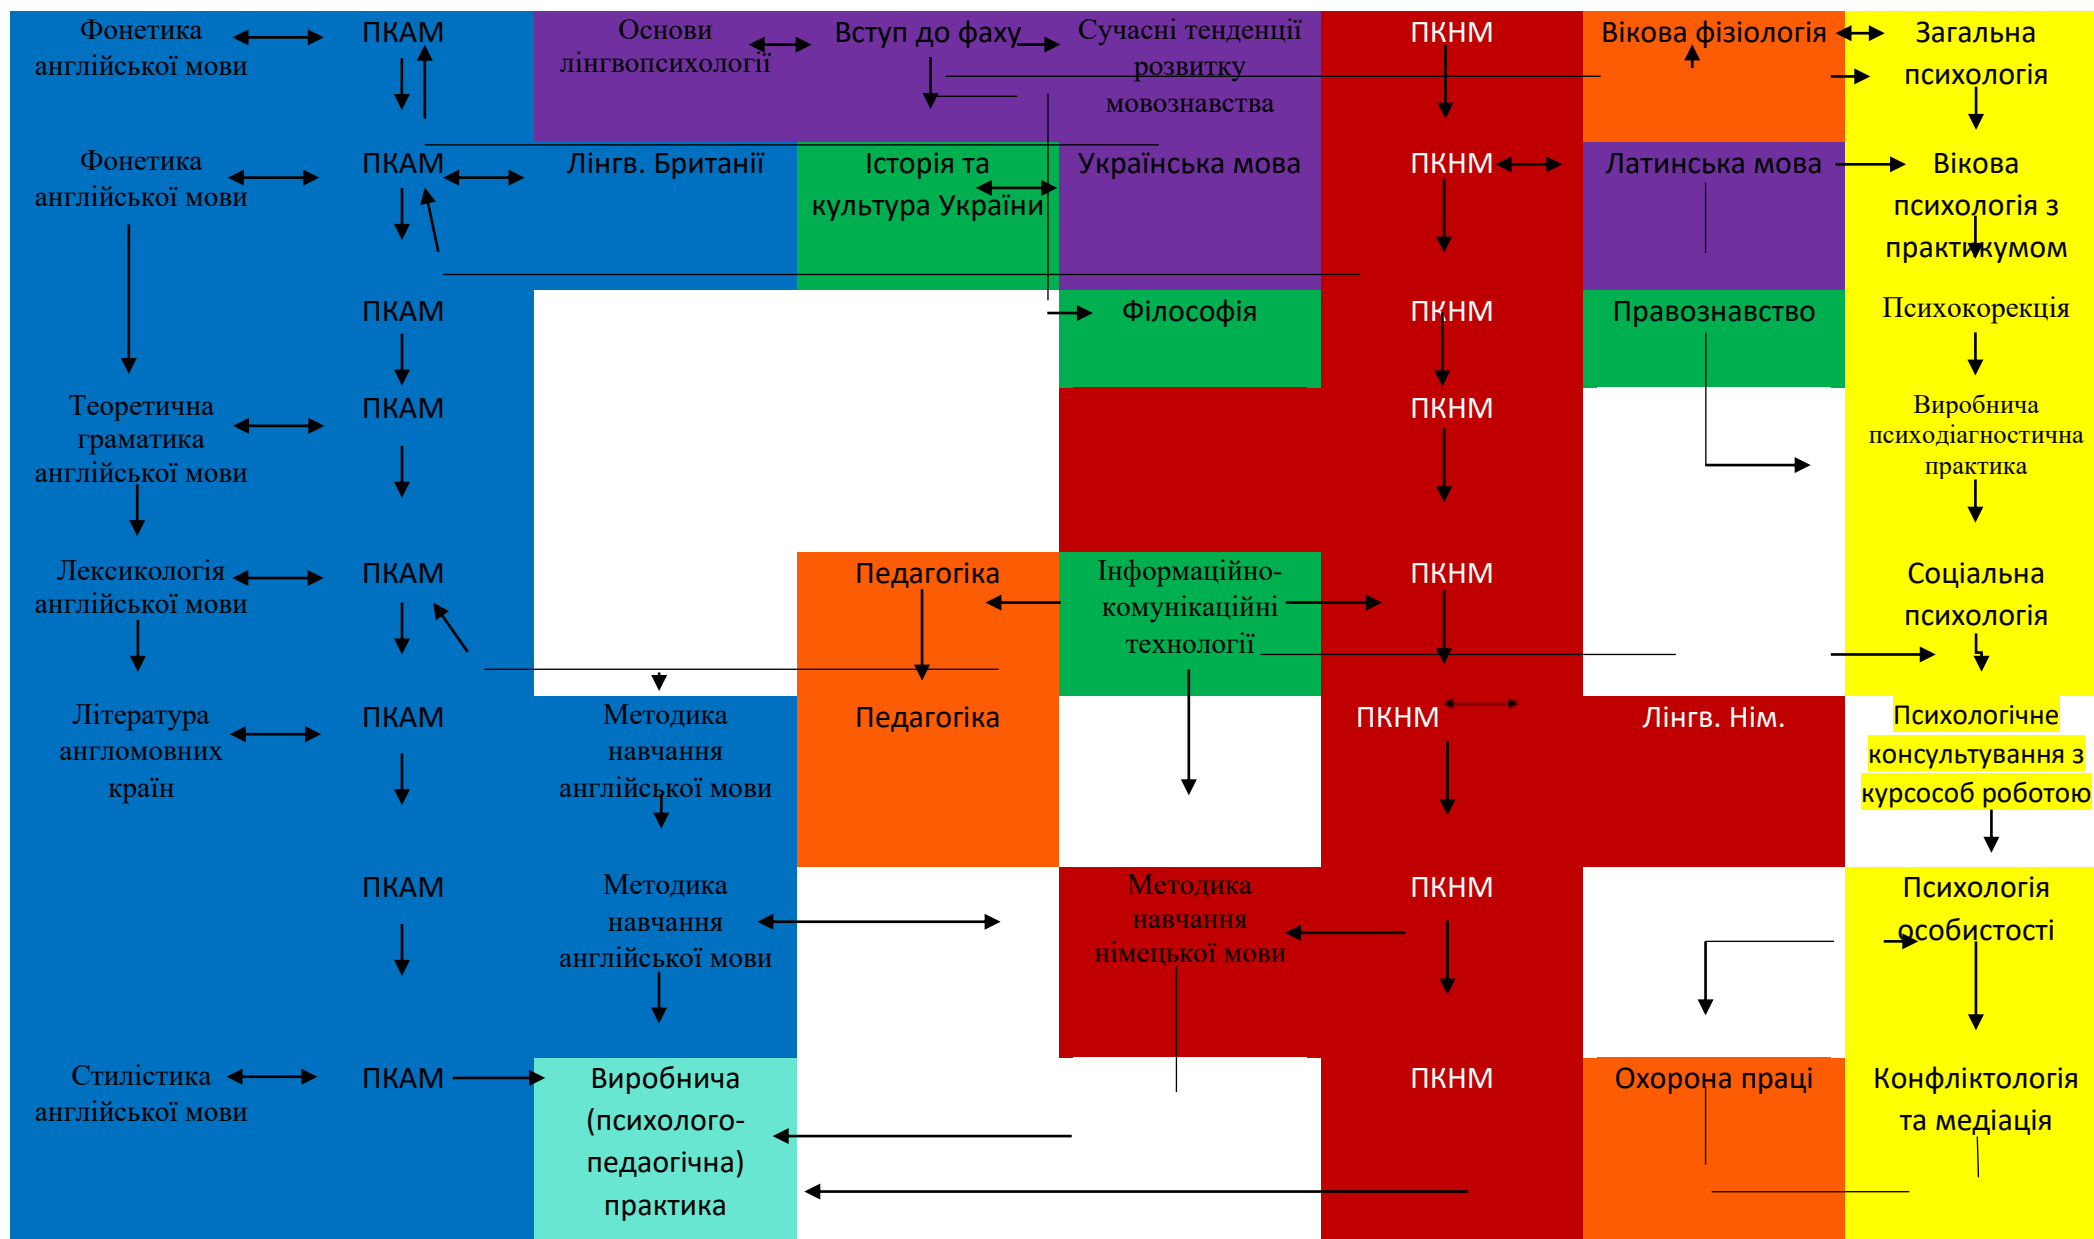 Фонетика
англійської мови
ПКАМ
Основи
лінгвопсихології
Вступ до фаху
Сучасні тенденції
розвитку
мовознавства
ПКНМ
Вікова фізіологія
Загальна
психологія
Фонетика
англійської мови
ПКАМ
Лінгв. Британії
Історія та
культура України
Українська мова
ПКНМ
Латинська мова
Вікова
психологія з
практикумом
ПКАМ
Філософія
ПКНМ
Правознавство
Психокорекція
Теоретична
граматика
англійської мови
ПКАМ
ПКНМ
Виробнича
психодіагностична
практика
Лексикологія
англійської мови
ПКАМ
Педагогіка
Інформаційно-
комунікаційні
технології
ПКНМ
Соціальна
психологія
Література
англомовних
країн
ПКАМ
Методика
навчання
англійської мови
Педагогіка
ПКНМ
Лінгв. Нім.
Психологічне
консультування з
курсособ роботою
ПКАМ
Методика
навчання
англійської мови
Методика
навчання
німецької мови
ПКНМ
Психологія
особистості
Стилістика
англійської мови
ПКАМ
Виробнича
(психолого-
педаогічна)
практика
ПКНМ
Охорона праці
Конфліктологія
та медіація